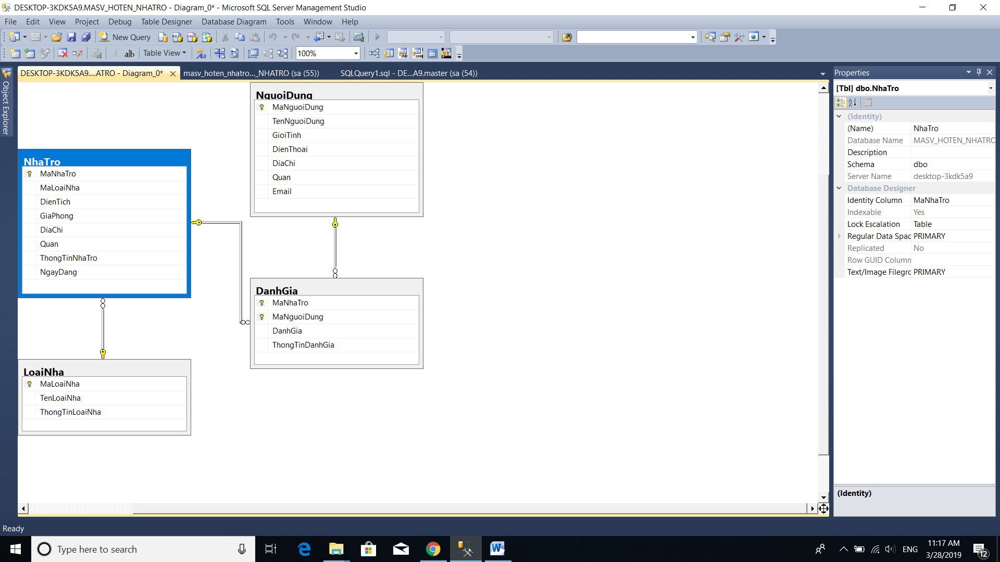 DESKTOP-3KDK5A9.MASV_HOTEN_NHATRO - Diagram_0* - Microsoft SQL Server Management Studio
File Edit View Project Debug Table Designer Database Diagram Tools Window Help
New Query
Table View
100%
DESKTOP-3KDK5A9....ATRO - Diagram_0*
masv_hoten_nhatro..._NHATRO (sa (55))
SQLQuery1.sql - DE...A9.master (sa (54))
Object Explorer
NguoiDung
MaNguoiDung
TenNguoiDung
GioiTinh
DienThoai
DiaChi
Quan
Email
NhaTro
MaNhaTro
MaLoaiNha
DienTich
GiaPhong
DiaChi
Quan
ThongTinNhaTro
NgayDang
DanhGia
MaNhaTro
MaNguoiDung
DanhGia
ThongTinDanhGia
LoaiNha
MaLoaiNha
TenLoaiNha
ThongTinLoaiNha
Properties
[Tbl] dbo.NhaTro
(Identity)
(Name) NhaTro
Database Name MASV_HOTEN_NHATRO
Description
Schema dbo
Server Name desktop-3kdk5a9
Database Designer
Identity Column MaNhaTro
Indexable Yes
Lock Escalation Table
Regular Data Spac PRIMARY
Replicated No
Row GUID Column
Text/Image Filegrc PRIMARY
(Identity)
Ready
Type here to search
ENG
11:17 AM
3/28/2019
12